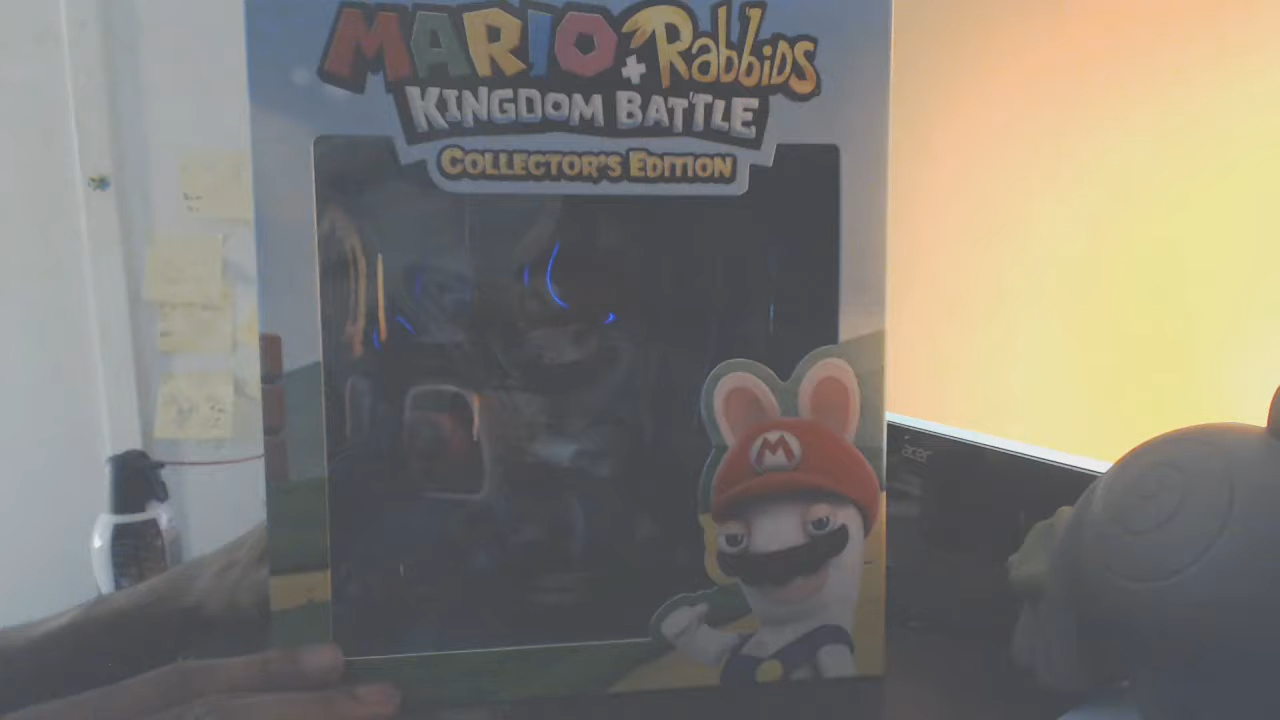 MARIO + Rabbids
KINGDOM BATTLE
COLLECTOR'S EDITION
M
acer